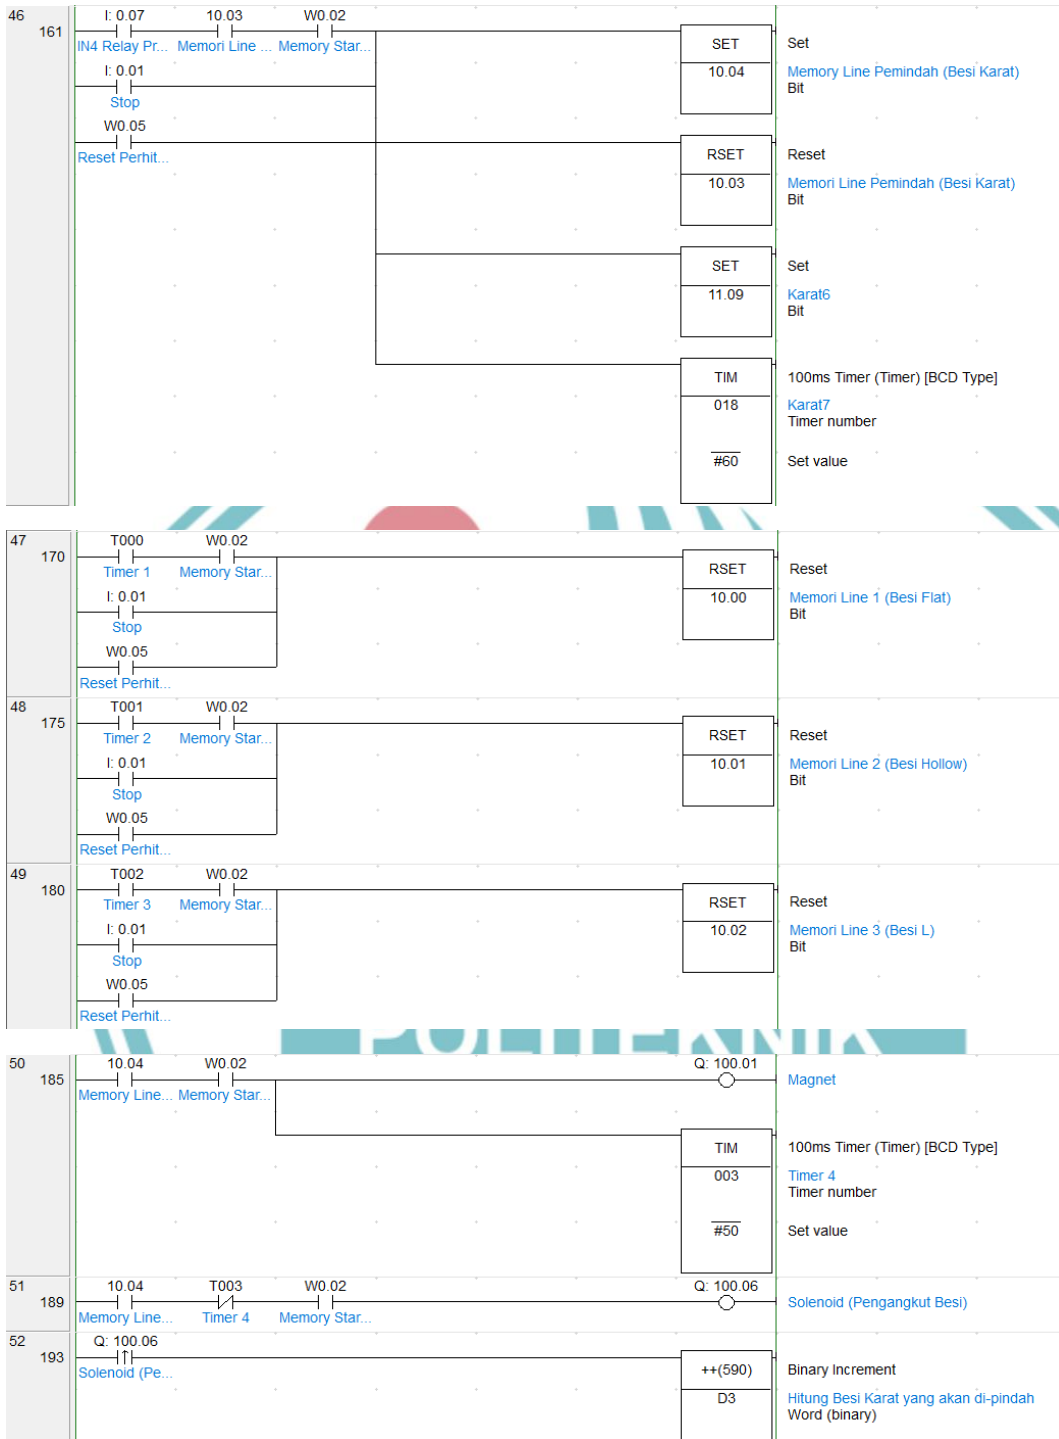 46
161
I: 0.07 10.03 W0.02
IN4 Relay Pr... Memori Line ... Memory Star...
SET Set
10.04 Memory Line Pemindah (Besi Karat)
Bit
I: 0.01
Stop
W0.05
Reset Perhit...
RSET Reset
10.03 Memori Line Pemindah (Besi Karat)
Bit
SET Set
11.09 Karat6
Bit
TIM 100ms Timer (Timer) [BCD Type]
018 Karat7
Timer number
#60 Set value
47
170
T000 W0.02
Timer 1 Memory Star...
RSET Reset
10.00 Memori Line 1 (Besi Flat)
Bit
I: 0.01
Stop
W0.05
Reset Perhit...
48
175
T001 W0.02
Timer 2 Memory Star...
RSET Reset
10.01 Memori Line 2 (Besi Hollow)
Bit
I: 0.01
Stop
W0.05
Reset Perhit...
49
180
T002 W0.02
Timer 3 Memory Star...
RSET Reset
10.02 Memori Line 3 (Besi L)
Bit
I: 0.01
Stop
W0.05
Reset Perhit...
POLITEKNIK
50
185
10.04 W0.02 Q: 100.01
Memory Line... Memory Star... Magnet
TIM 100ms Timer (Timer) [BCD Type]
003 Timer 4
Timer number
#50 Set value
51
189
10.04 T003 W0.02 Q: 100.06
Memory Line... Timer 4 Memory Star... Solenoid (Pengangkut Besi)
52
193
Q: 100.06
Solenoid (Pe...
++(590) Binary Increment
D3 Hitung Besi Karat yang akan di-pindah
Word (binary)